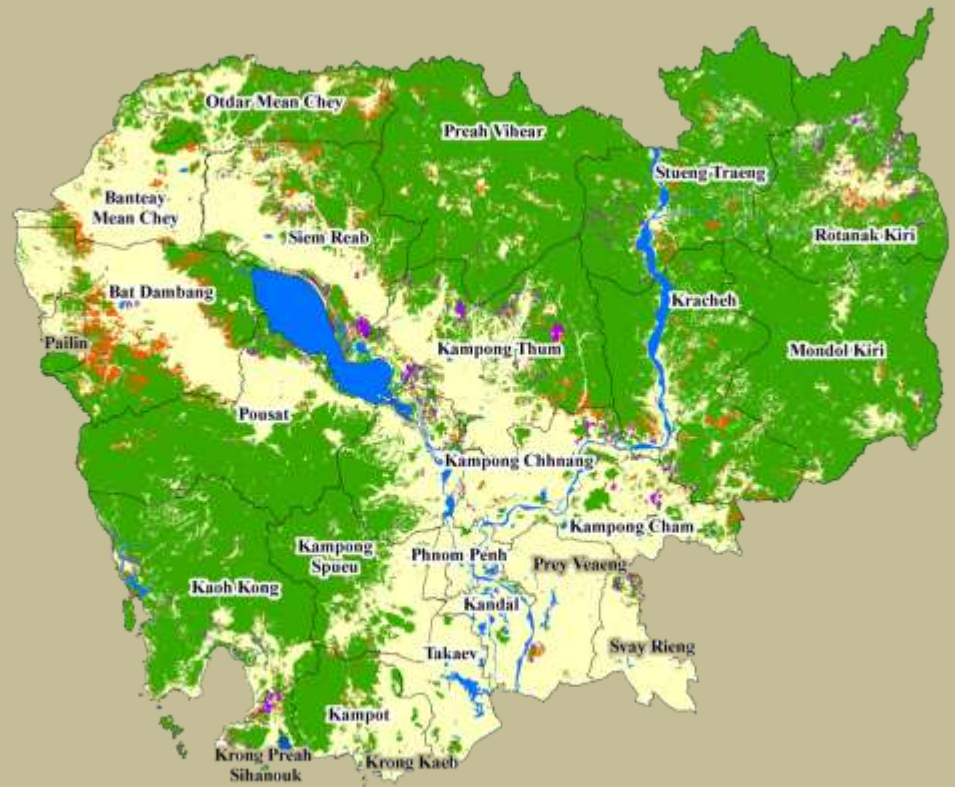 Otdar Mean Chey
Preah Vihear
Stueng Traeng
Banteay
Mean Chey
Siem Reab
Rotanak Kiri
Bat Dambang
Kracheh
Pailin
Kampong Thum
Mondol Kiri
Pousat
Kampong Chhnang
Kampong Cham
Kampong
Spueu
Phnom Penh
Prey Veaeng
Kaoh Kong
Kandal
Takaev
Svay Rieng
Kampot
Krong Preah
Sihanouk
Krong Kaeb